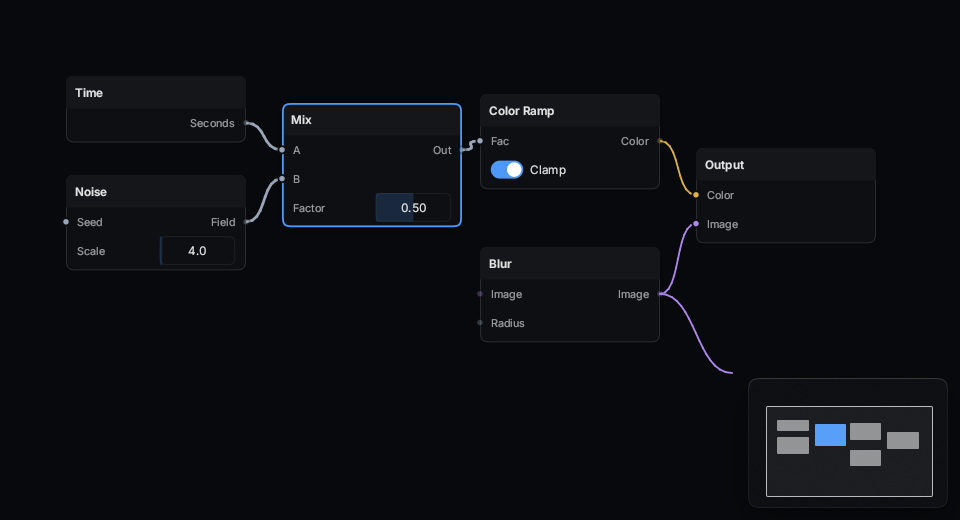 Time
Seconds
Noise
Seed
Field
Scale
4.0
Mix
A
Out
B
Factor
0.50
Color Ramp
Fac
Color
Clamp
Blur
Image
Image
Radius
Output
Color
Image